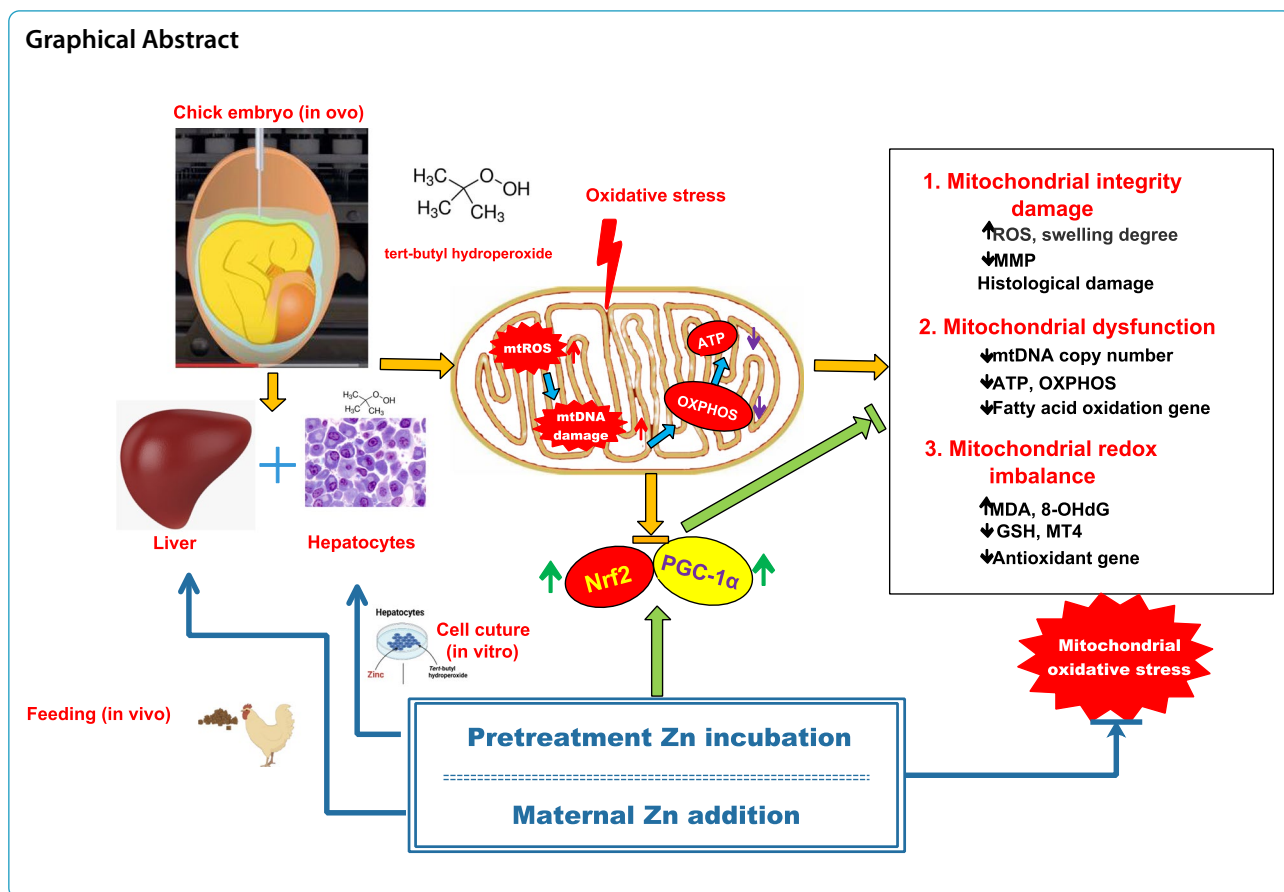 Graphical Abstract
Chick embryo (in ovo)
H₃C
O
OH
H₃C
CH₃
tert-butyl hydroperoxide
Oxidative stress
mtROS
mtDNA
damage
ATP
OXPHOS
H₃C
O
OH
H₃C
CH₃
Liver
Hepatocytes
Nrf2
PGC-1α
Hepatocytes
Zinc
Tert-butyl
hydroperoxide
Cell cuture
(in vitro)
Feeding (in vivo)
Pretreatment Zn incubation
Maternal Zn addition
1. Mitochondrial integrity
damage
↑ROS, swelling degree
↓MMP
Histological damage
2. Mitochondrial dysfunction
↓mtDNA copy number
↓ATP, OXPHOS
↓Fatty acid oxidation gene
3. Mitochondrial redox
imbalance
↑MDA, 8-OHdG
↓GSH, MT4
↓Antioxidant gene
Mitochondrial
oxidative stress